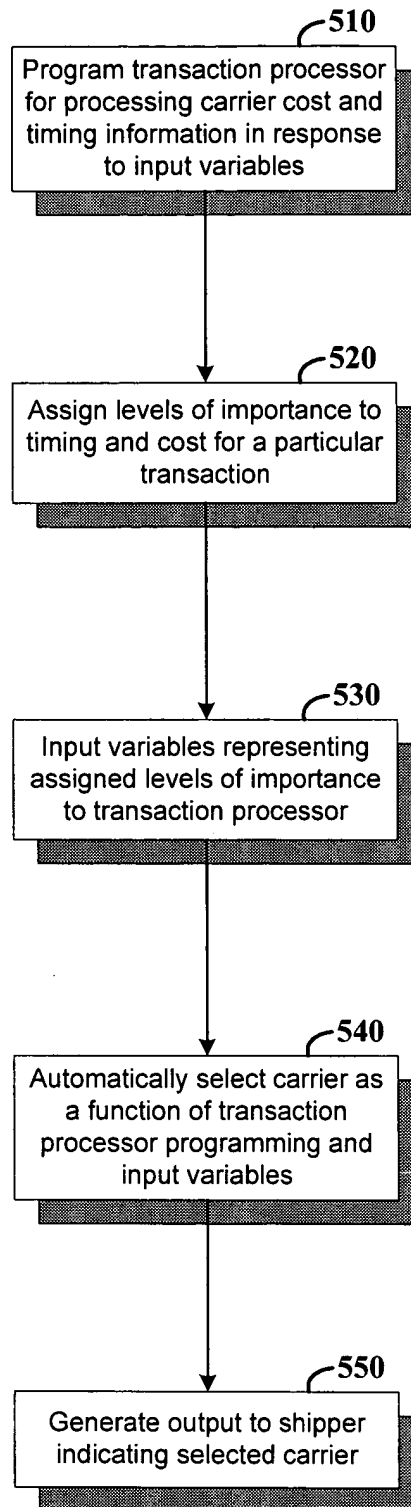 510
Program transaction processor
for processing carrier cost and
timing information in response
to input variables
520
Assign levels of importance to
timing and cost for a particular
transaction
530
Input variables representing
assigned levels of importance
to transaction processor
540
Automatically select carrier as
a function of transaction
processor programming and
input variables
550
Generate output to shipper
indicating selected carrier